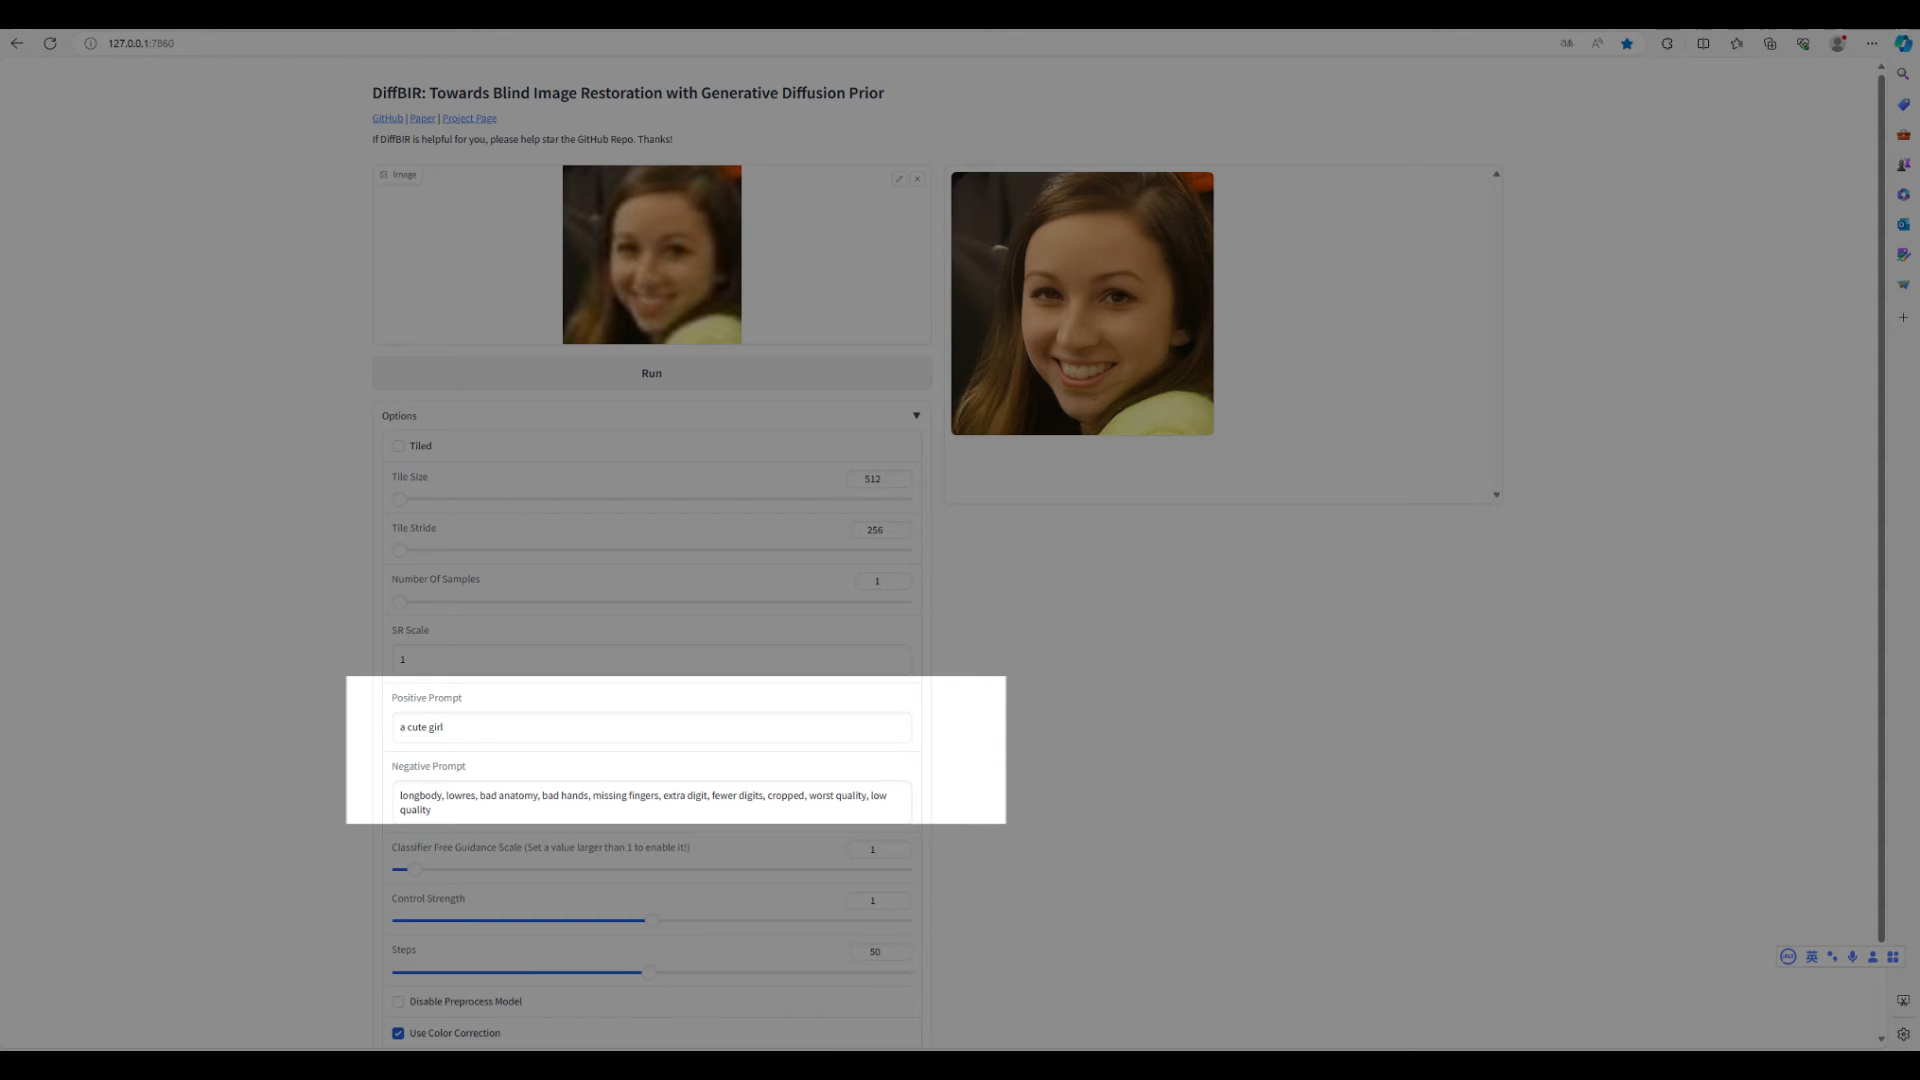 127.0.0.1:7860
DiffBIR: Towards Blind Image Restoration with Generative Diffusion Prior
GitHub | Paper | Project Page
If DiffBIR is helpful for you, please help star the GitHub Repo. Thanks!
Image
Run
Options
Tiled
Tile Size
512
Tile Stride
256
Number Of Samples
1
SR Scale
1
Positive Prompt
a cute girl
Negative Prompt
longbody, lowres, bad anatomy, bad hands, missing fingers, extra digit, fewer digits, cropped, worst quality, low
quality
Classifier Free Guidance Scale (Set a value larger than 1 to enable it!)
1
Control Strength
1
Steps
50
Disable Preprocess Model
Use Color Correction
英